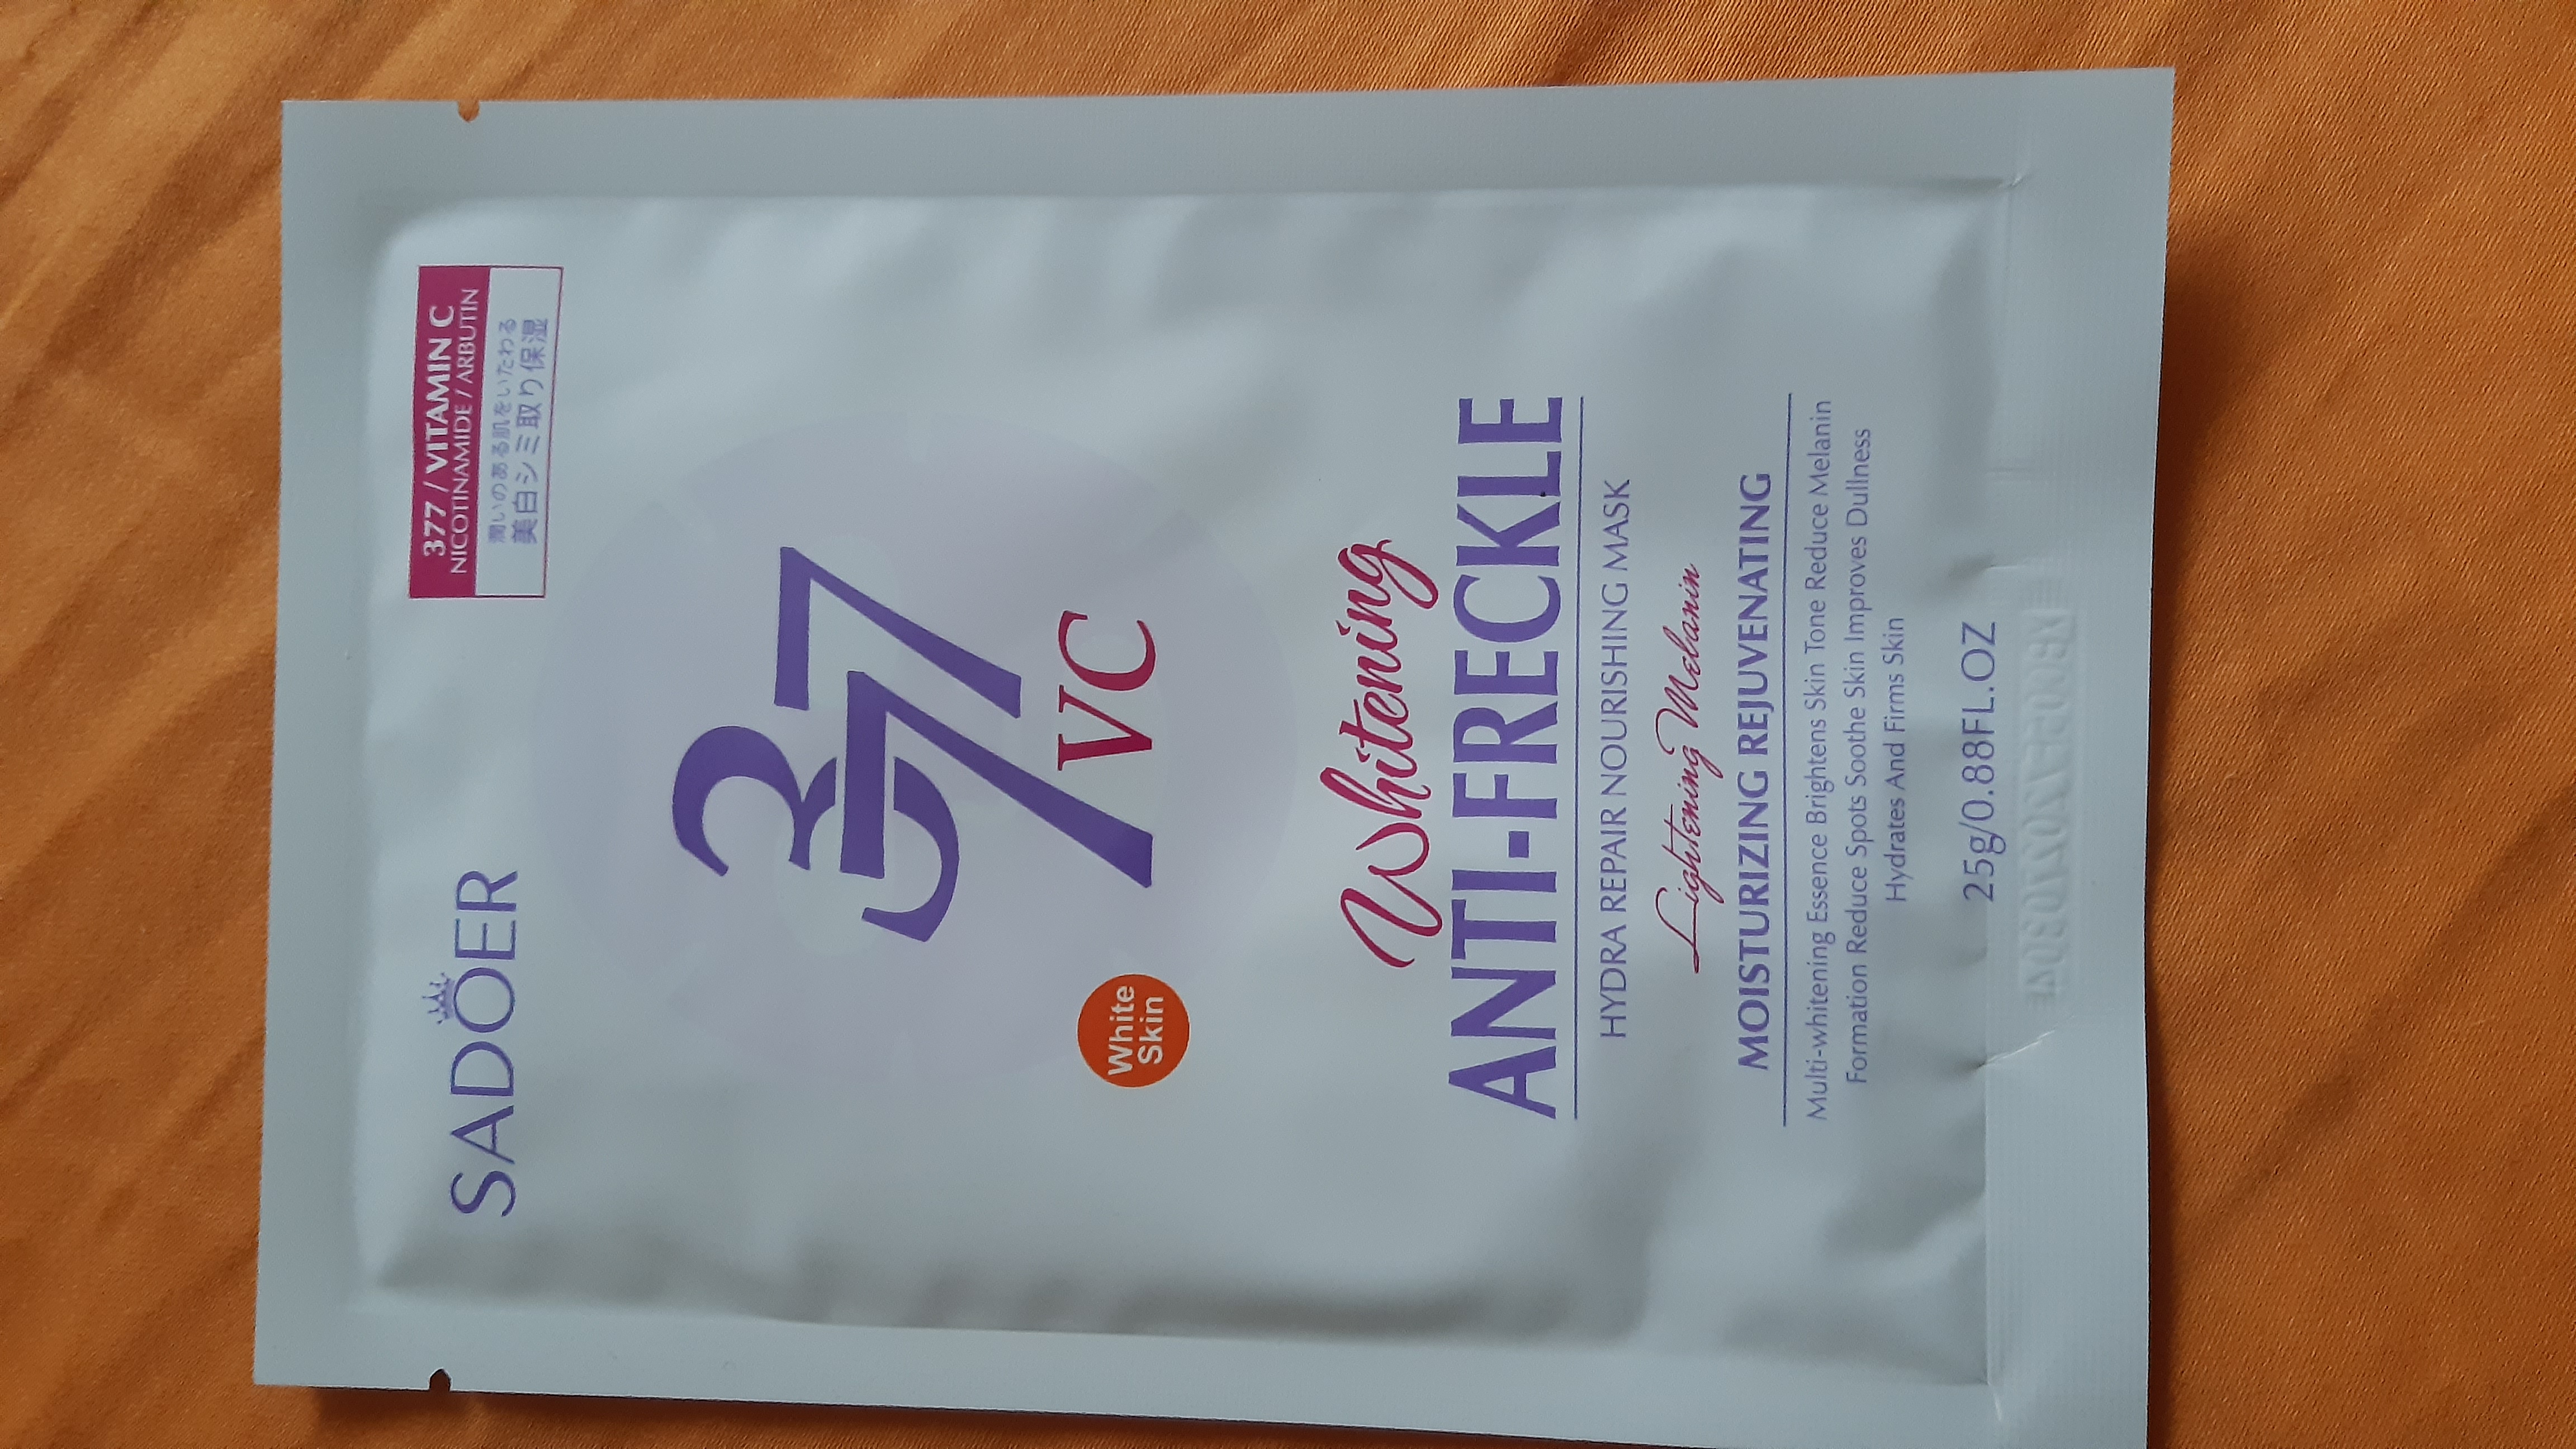 SADOER
377 / VITAMIN C
NICOTINAMIDE / ARBUTIN
潤いのある肌をいたわる
美白シミ取り保湿
377
VC
White
Skin
Whitening
ANTI-FRECKLE
HYDRA REPAIR NOURISHING MASK
Lightening Melanin
MOISTURIZING REJUVENATING
Multi-whitening Essence Brightens Skin Tone Reduce Melanin
Formation Reduce Spots Soothe Skin Improves Dullness
Hydrates And Firms Skin
25g/0.88FL.OZ